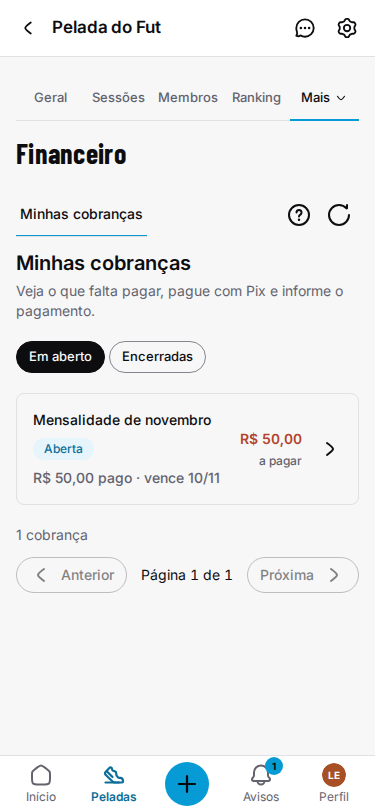 Pelada do Fut
Geral
Sessões
Membros
Ranking
Mais
Financeiro
Minhas cobranças
Minhas cobranças
Veja o que falta pagar, pague com Pix e informe o
pagamento.
Em aberto
Encerradas
Mensalidade de novembro
Aberta
R$ 50,00 pago · vence 10/11
R$ 50,00
a pagar
1 cobrança
Anterior
Página 1 de 1
Próxima
Início
Peladas
1
Avisos
LE
Perfil